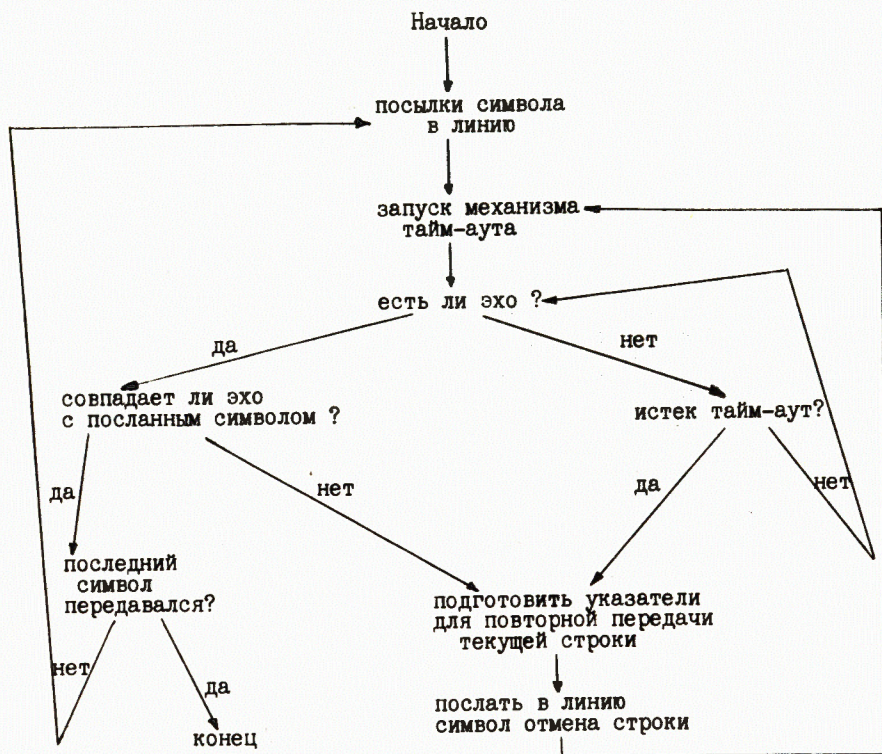 Начало
посылки символа
в линию
запуск механизма
тайм-аута
есть ли эхо ?
да
нет
совпадает ли эхо
с посланным символом ?
истек тайм-аут?
да
нет
да
нет
последний
символ
передавался?
подготовить указатели
для повторной передачи
текущей строки
нет
да
конец
послать в линию
символ отмена строки